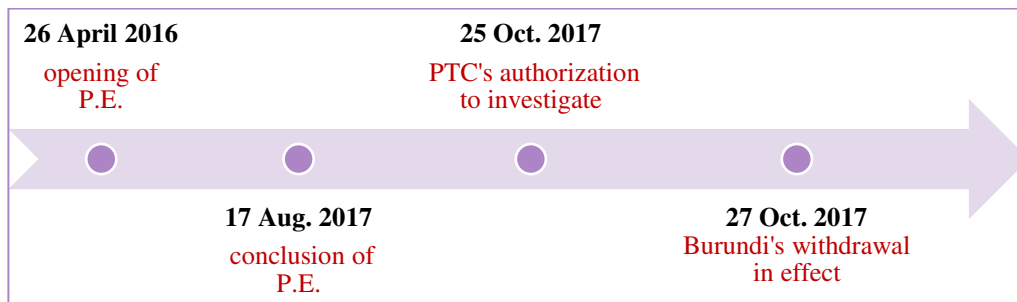 26 April 2016
opening of
P.E.
17 Aug. 2017
conclusion of
P.E.
25 Oct. 2017
PTC's authorization
to investigate
27 Oct. 2017
Burundi's withdrawal
in effect